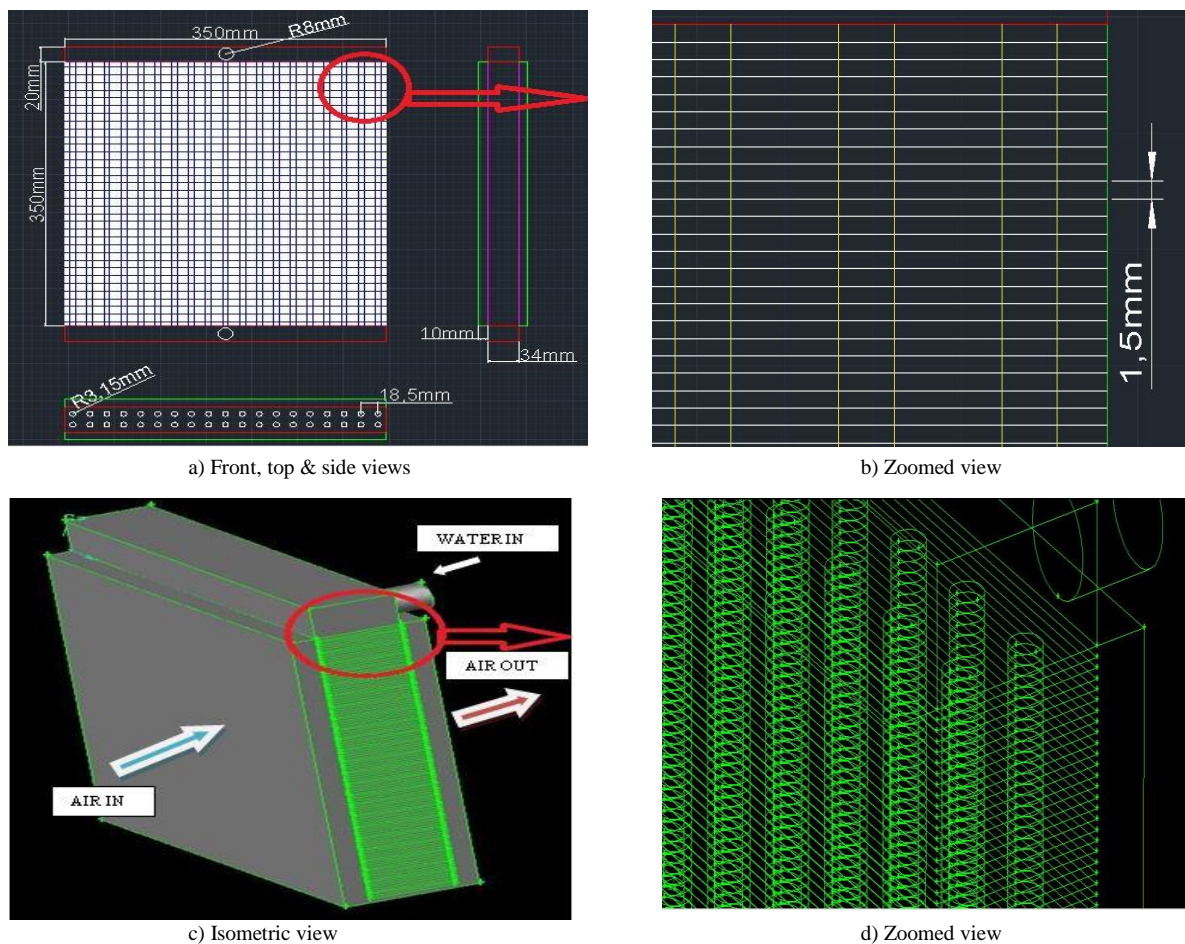 350mm
R8mm
20mm
350mm
10mm
34mm
R3,15mm
18,5mm
a) Front, top & side views
1,5mm
b) Zoomed view
WATER IN
AIR OUT
AIR IN
c) Isometric view
d) Zoomed view